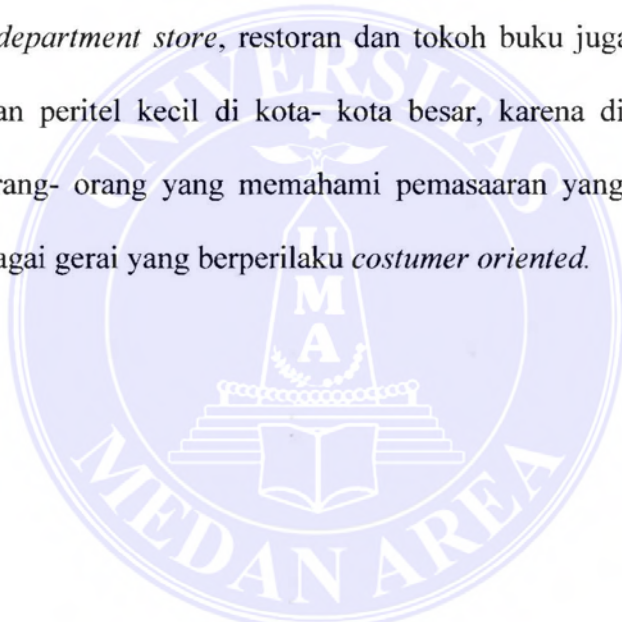 department store, restoran dan tokoh buku juga
an peritel kecil di kota- kota besar, karena di
rang- orang yang memahami pemasaaran yang
agai gerai yang berperilaku costumer oriented.
UNIVERSITAS
U
M
A
MEDAN AREA